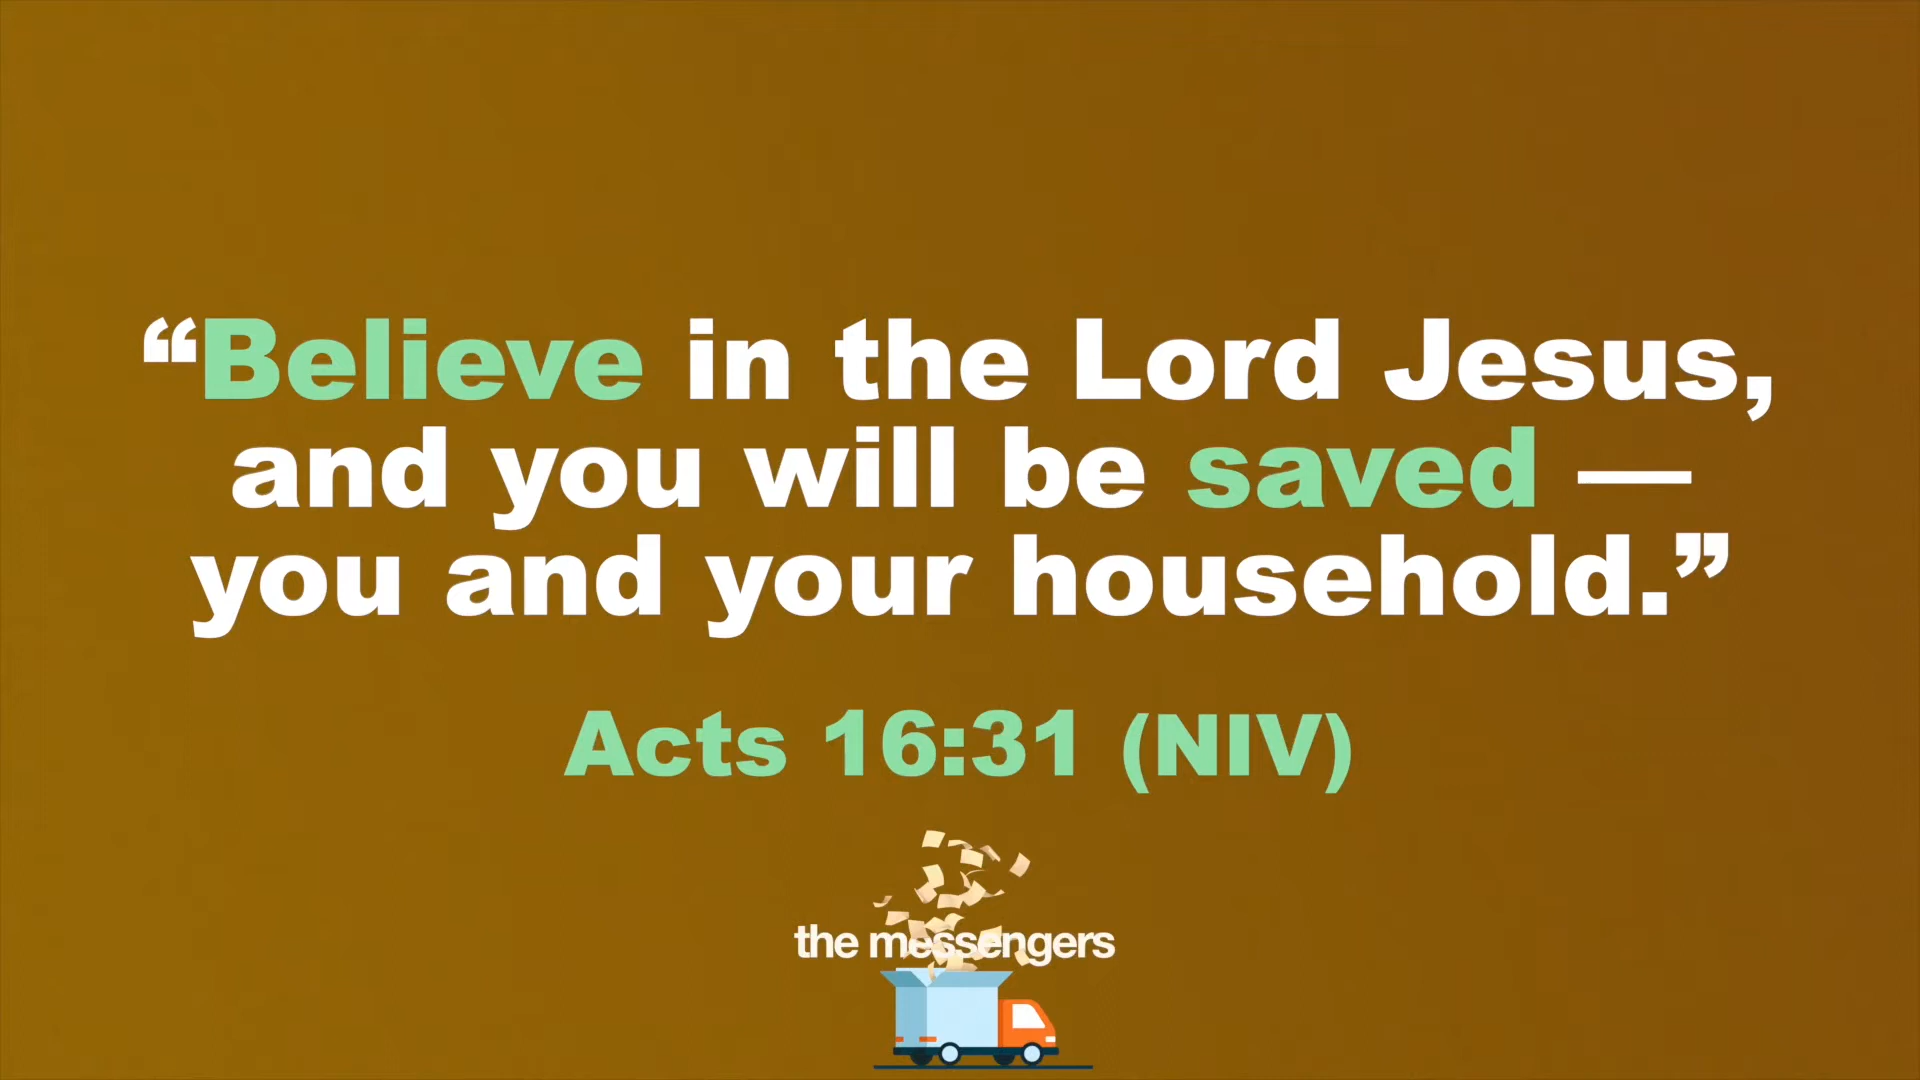 “Believe in the Lord Jesus,
and you will be saved —
you and your household.”
Acts 16:31 (NIV)
the messengers